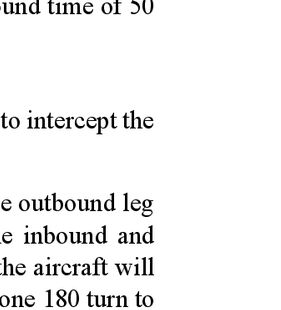 und time of 50
to intercept the
e outbound leg
e inbound and
the aircraft will
one 180 turn to